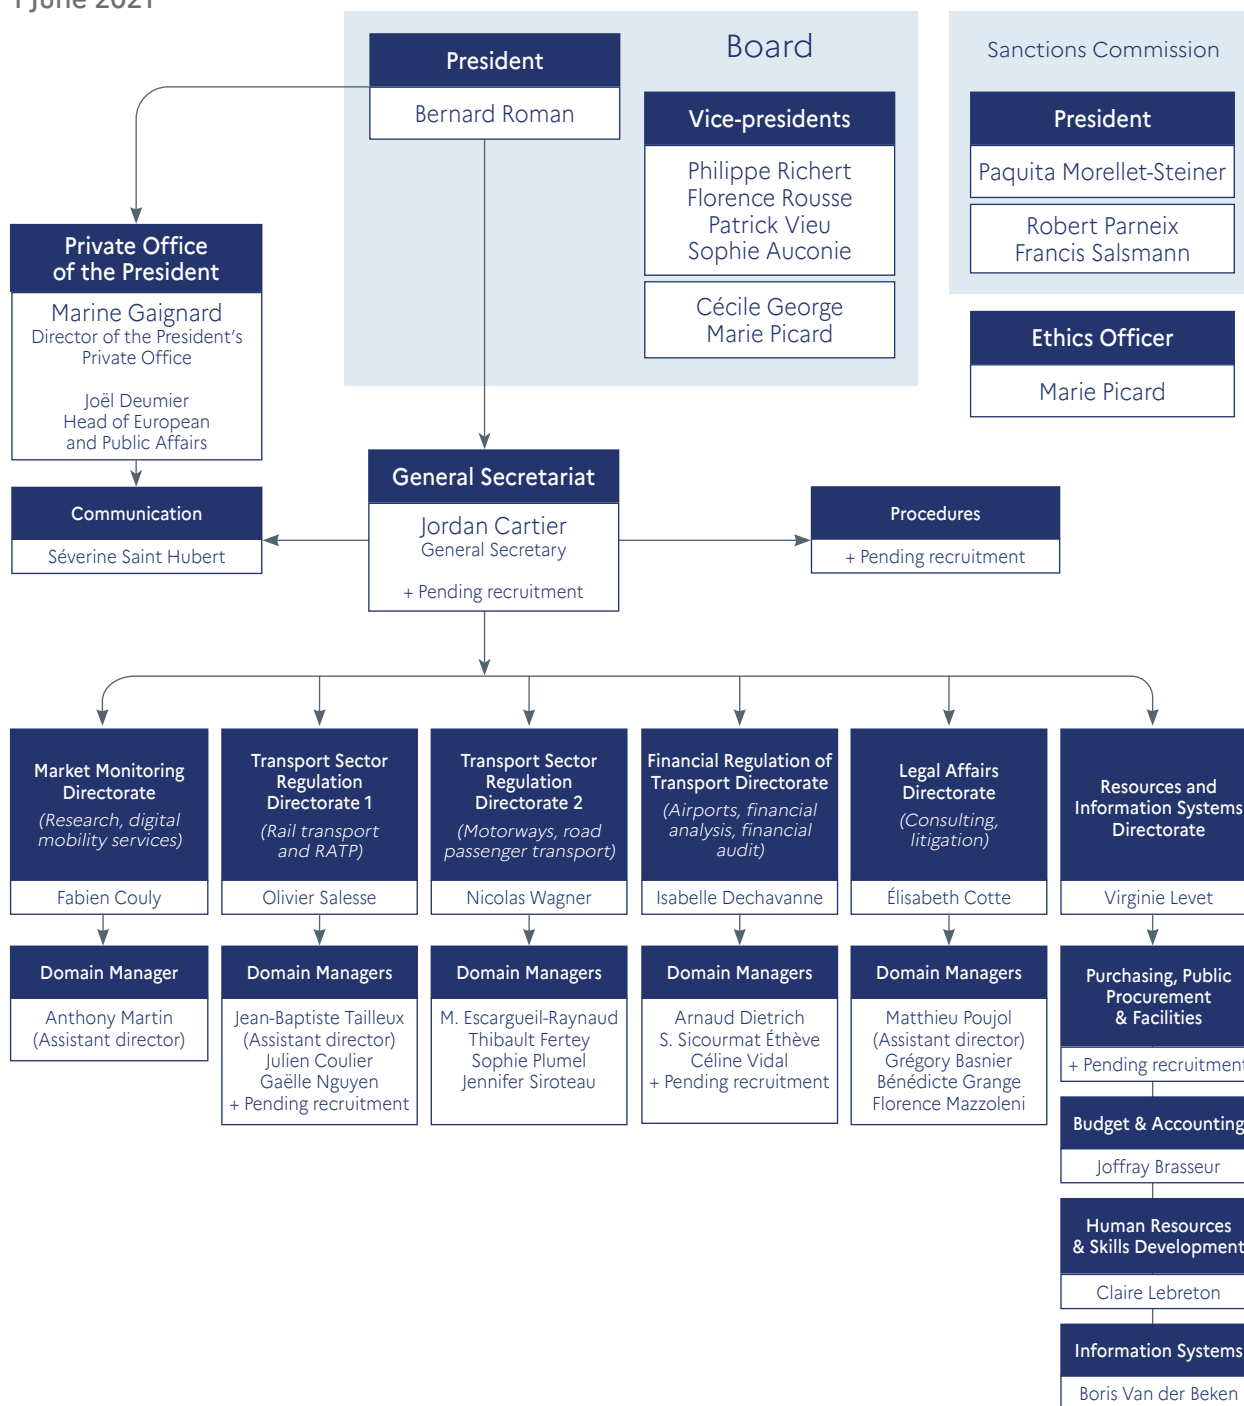 1 June 2021
Board
President
Bernard Roman
Vice-presidents
Philippe Richert
Florence Rousse
Patrick Vieu
Sophie Auconie
Cécile George
Marie Picard
Sanctions Commission
President
Paquita Morellet-Steiner
Robert Parneix
Francis Salsmann
Ethics Officer
Marie Picard
Private Office
of the President
Marine Gaignard
Director of the President's
Private Office
Joël Deumier
Head of European
and Public Affairs
Communication
Séverine Saint Hubert
General Secretariat
Jordan Cartier
General Secretary
+ Pending recruitment
Procedures
+ Pending recruitment
Market Monitoring
Directorate
(Research, digital
mobility services)
Fabien Couly
Domain Manager
Anthony Martin
(Assistant director)
Transport Sector
Regulation
Directorate 1
(Rail transport
and RATP)
Olivier Salesse
Domain Managers
Jean-Baptiste Tailleux
(Assistant director)
Julien Coulier
Gaëlle Nguyen
+ Pending recruitment
Transport Sector
Regulation
Directorate 2
(Motorways, road
passenger transport)
Nicolas Wagner
Domain Managers
M. Escargueil-Raynaud
Thibault Fertey
Sophie Plumel
Jennifer Siroteau
Financial Regulation of
Transport Directorate
(Airports, financial
analysis, financial
audit)
Isabelle Dechavanne
Domain Managers
Arnaud Dietrich
S. Sicourmat Éthève
Céline Vidal
+ Pending recruitment
Legal Affairs
Directorate
(Consulting,
litigation)
Élisabeth Cotte
Domain Managers
Matthieu Poujol
(Assistant director)
Grégory Basnier
Bénédicte Grange
Florence Mazzoleni
Resources and
Information Systems
Directorate
Virginie Levet
Purchasing, Public
Procurement
& Facilities
+ Pending recruitment
Budget & Accounting
Joffray Brasseur
Human Resources
& Skills Development
Claire Lebreton
Information Systems
Boris Van der Beken